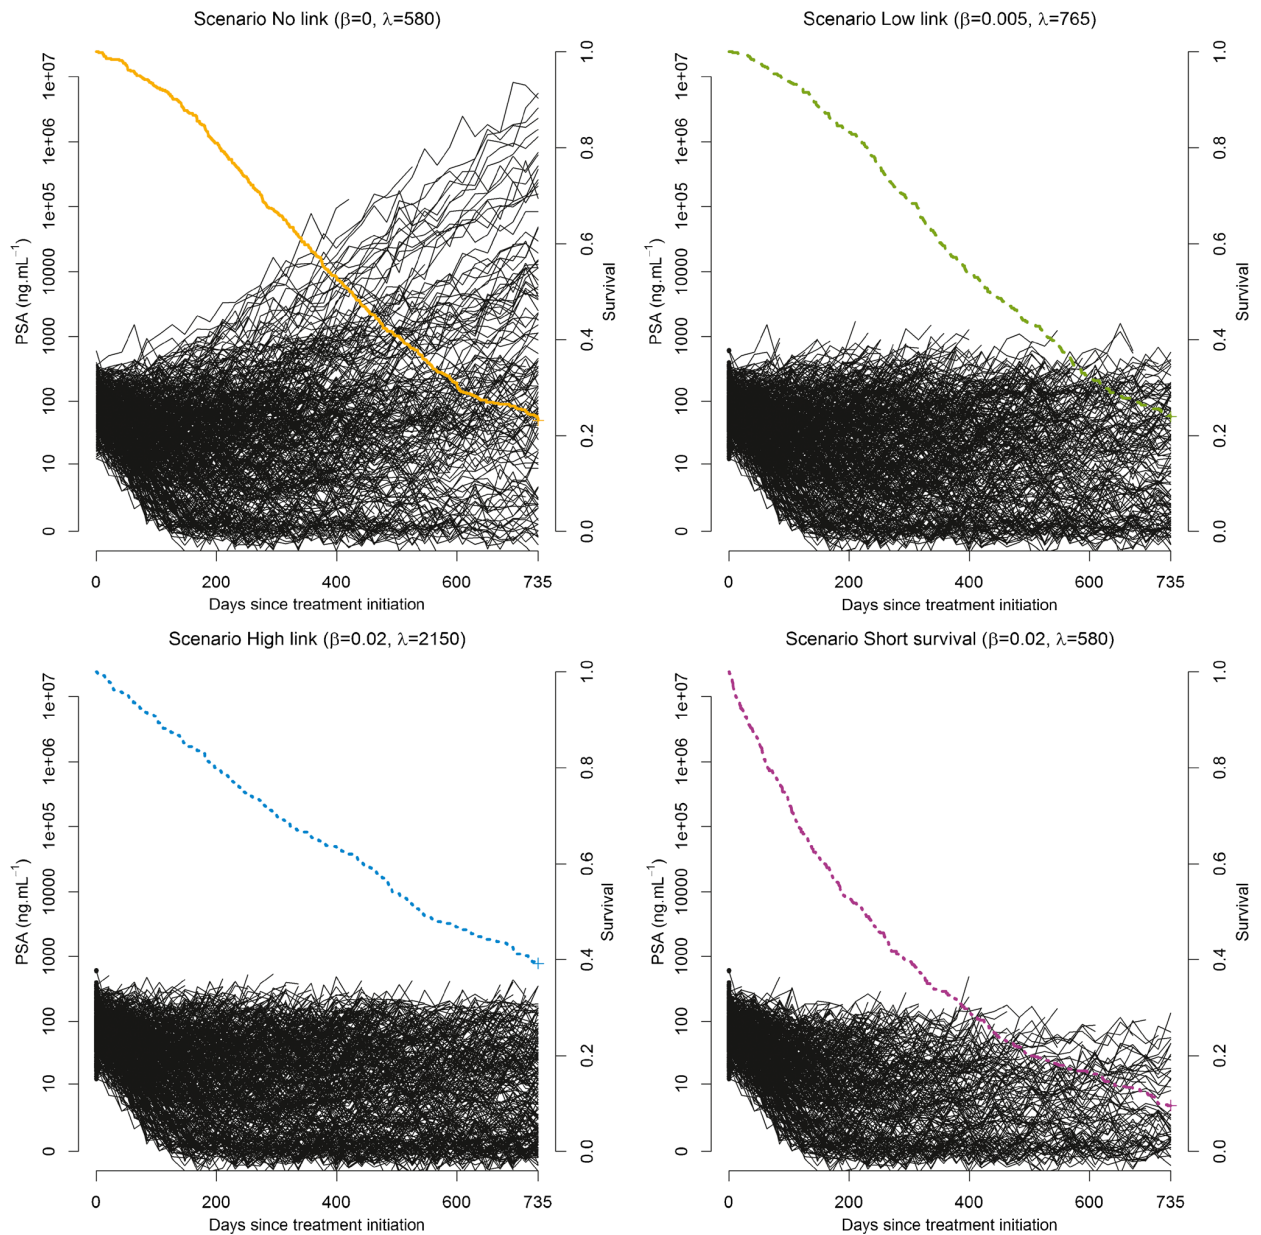 Scenario No link (β=0, λ=580)
PSA (ng.mL−1)
1e+07
1e+06
1e+05
10000
1000
100
10
0
1.0
0.8
0.6
0.4
0.2
0.0
Survival
0 200 400 600 735
Days since treatment initiation
Scenario Low link (β=0.005, λ=765)
PSA (ng.mL−1)
1e+07
1e+06
1e+05
10000
1000
100
10
0
1.0
0.8
0.6
0.4
0.2
0.0
Survival
0 200 400 600 735
Days since treatment initiation
Scenario High link (β=0.02, λ=2150)
PSA (ng.mL−1)
1e+07
1e+06
1e+05
10000
1000
100
10
0
1.0
0.8
0.6
0.4
0.2
0.0
Survival
0 200 400 600 735
Days since treatment initiation
Scenario Short survival (β=0.02, λ=580)
PSA (ng.mL−1)
1e+07
1e+06
1e+05
10000
1000
100
10
0
1.0
0.8
0.6
0.4
0.2
0.0
Survival
0 200 400 600 735
Days since treatment initiation